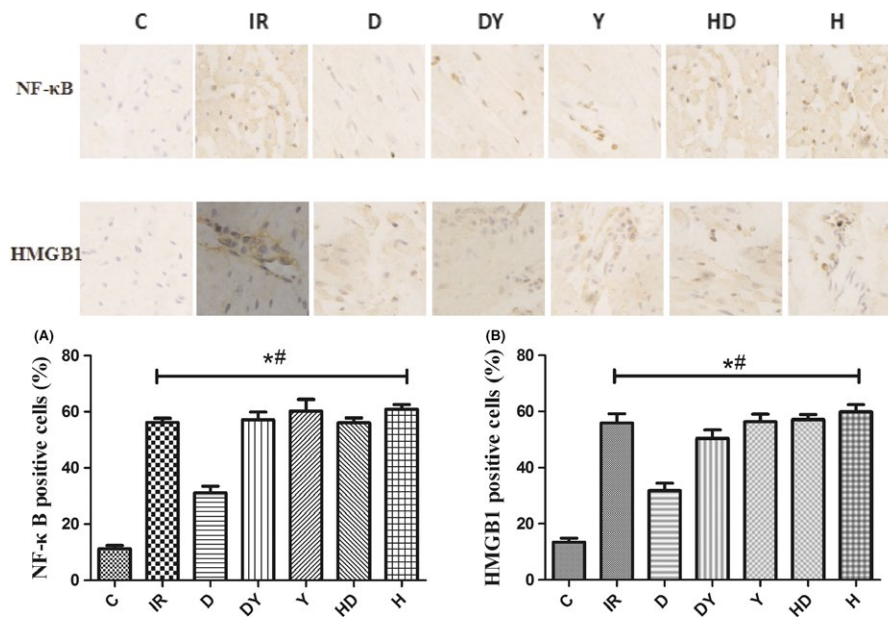 C IR D DY Y HD H
NF-κB
HMGB1
(A)
*#
NF-κ B positive cells (%)
80
60
40
20
0
C IR D DY Y HD H
(B)
*#
HMGB1 positive cells (%)
80
60
40
20
0
C IR D DY Y HD H